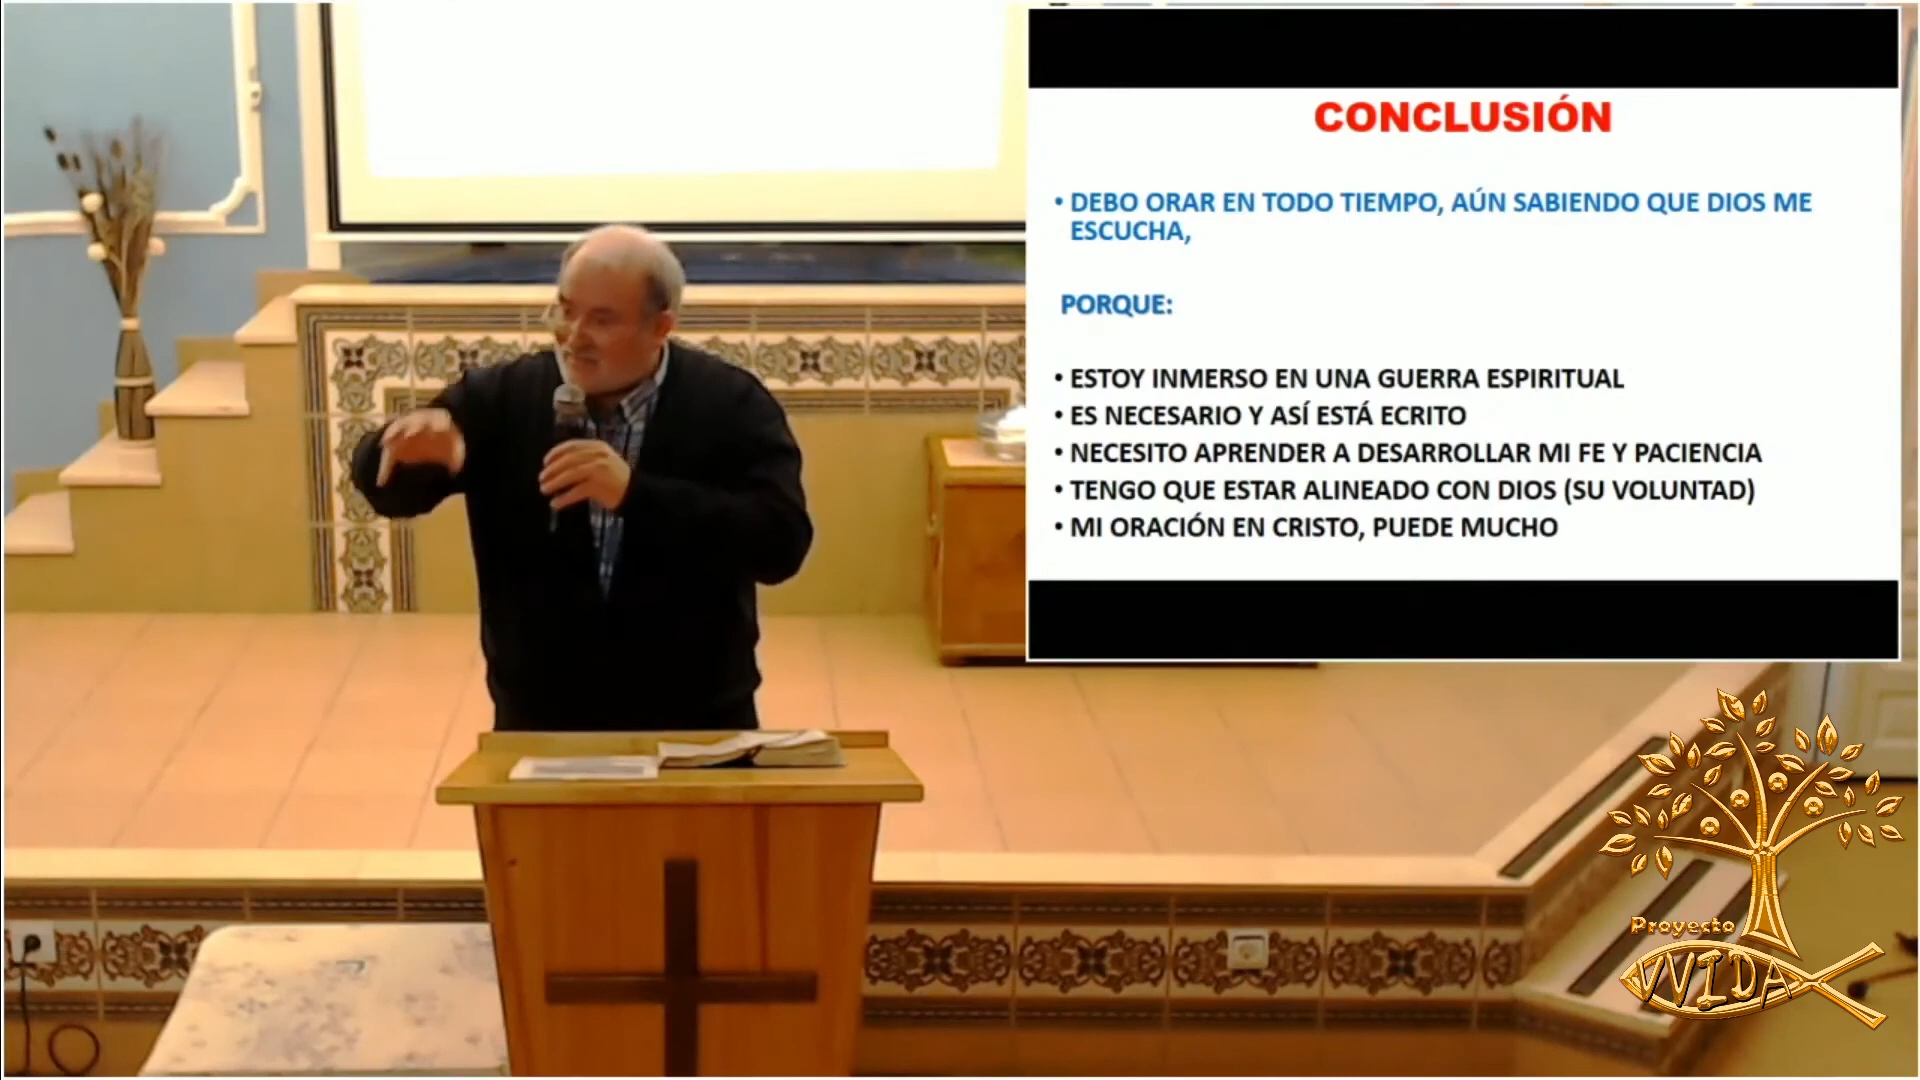 CONCLUSIÓN
• DEBO ORAR EN TODO TIEMPO, AÚN SABIENDO QUE DIOS ME
ESCUCHA,
PORQUE:
• ESTOY INMERSO EN UNA GUERRA ESPIRITUAL
• ES NECESARIO Y ASÍ ESTÁ ECRITO
• NECESITO APRENDER A DESARROLLAR MI FE Y PACIENCIA
• TENGO QUE ESTAR ALINEADO CON DIOS (SU VOLUNTAD)
• MI ORACIÓN EN CRISTO, PUEDE MUCHO
Proyecto
VVIDA